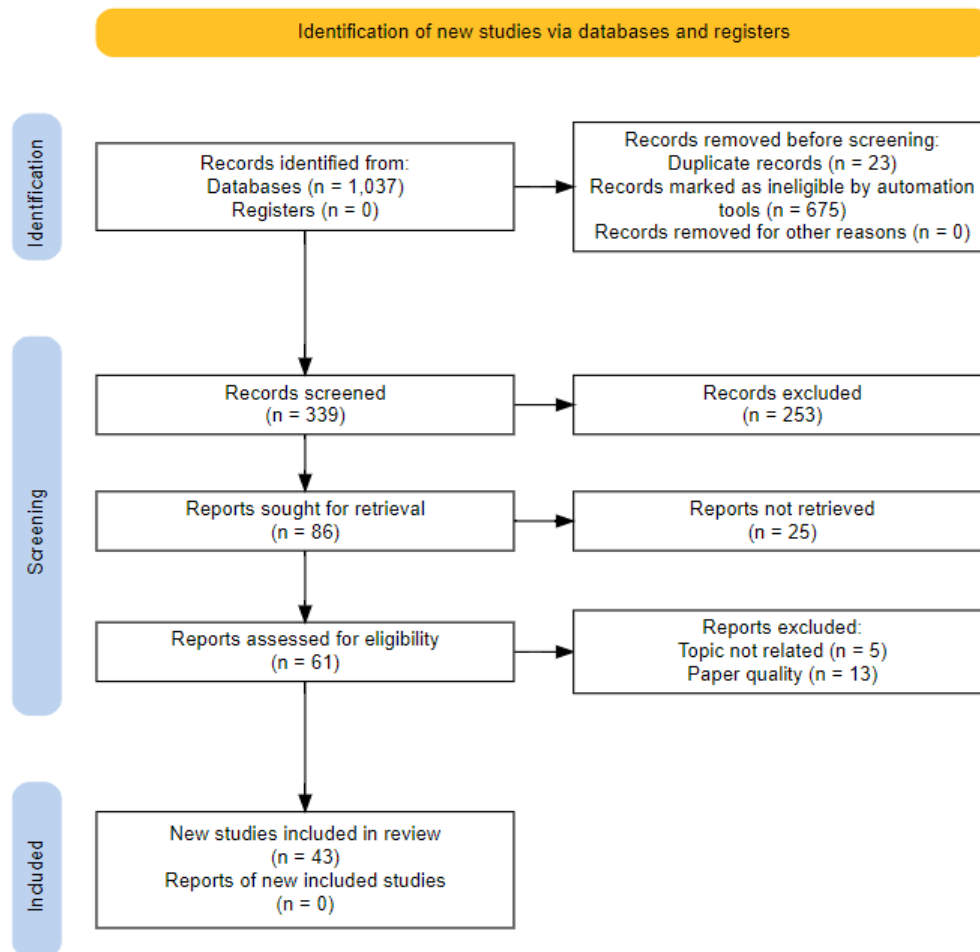 Identification of new studies via databases and registers
Identification
Records identified from:
Databases (n = 1,037)
Registers (n = 0)
Records removed before screening:
Duplicate records (n = 23)
Records marked as ineligible by automation
tools (n = 675)
Records removed for other reasons (n = 0)
Screening
Records screened
(n = 339)
Records excluded
(n = 253)
Reports sought for retrieval
(n = 86)
Reports not retrieved
(n = 25)
Reports assessed for eligibility
(n = 61)
Reports excluded:
Topic not related (n = 5)
Paper quality (n = 13)
Included
New studies included in review
(n = 43)
Reports of new included studies
(n = 0)